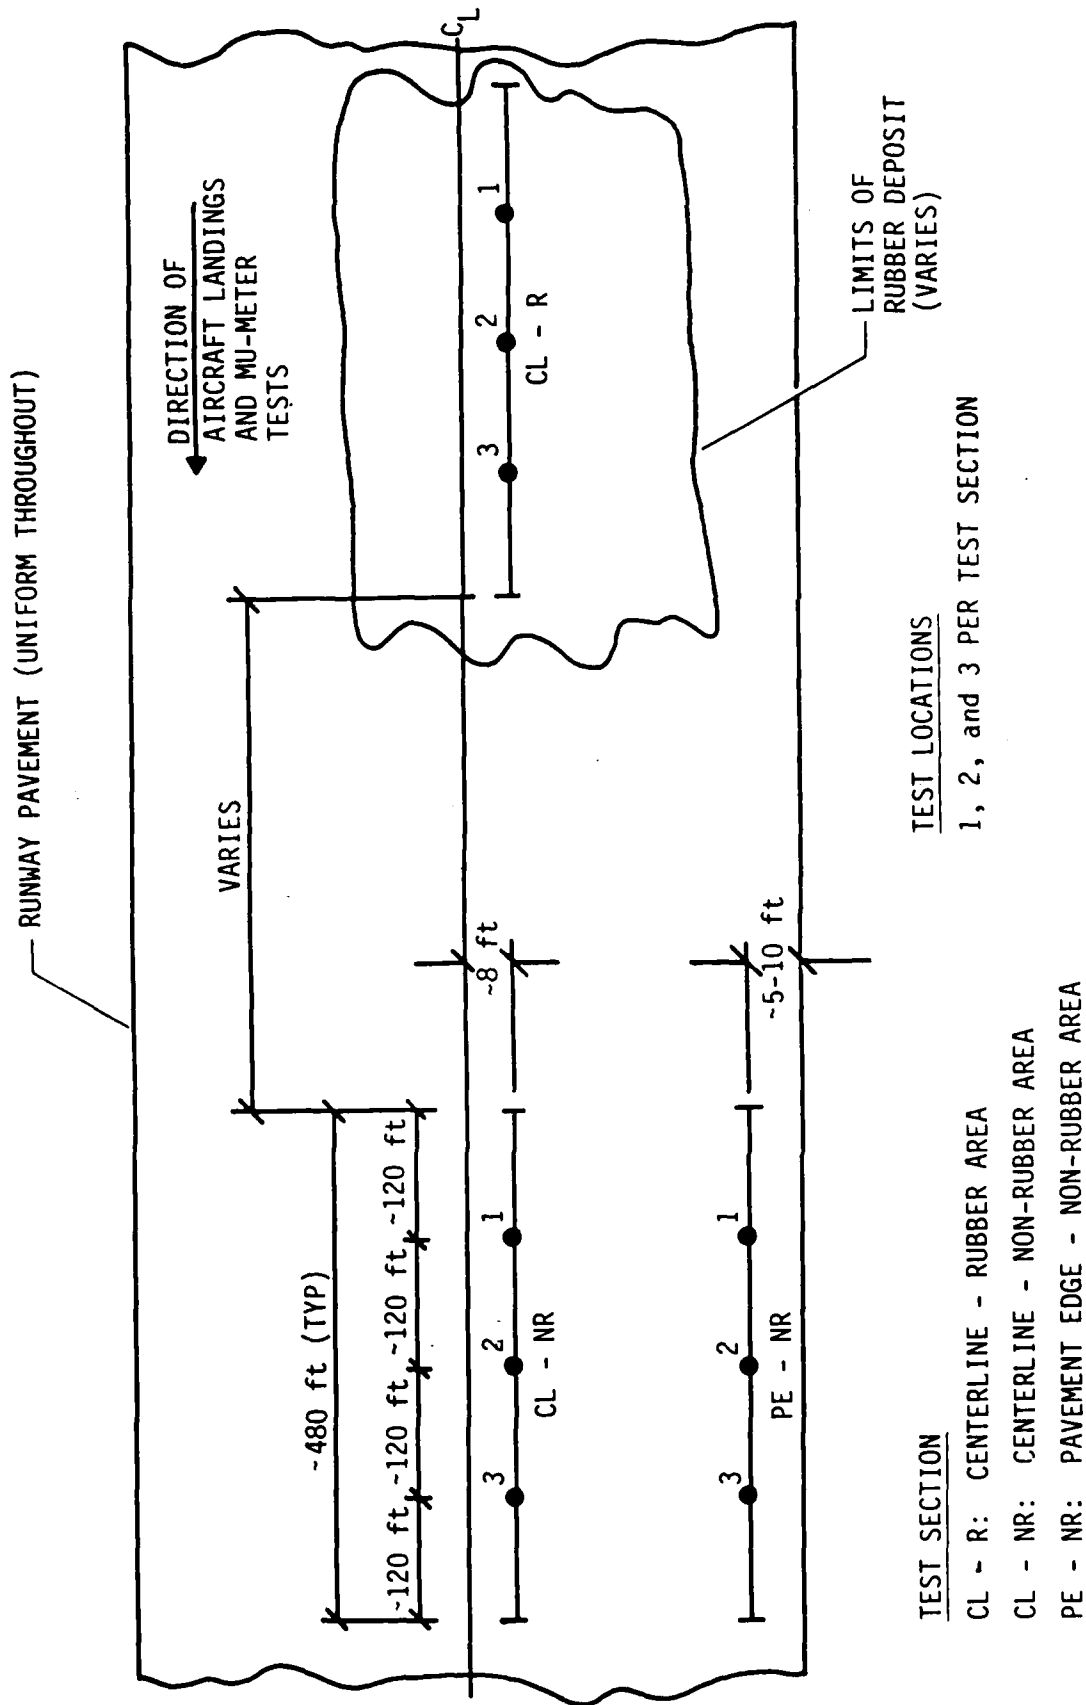 RUNWAY PAVEMENT (UNIFORM THROUGHOUT)
DIRECTION OF
AIRCRAFT LANDINGS
AND MU-METER
TESTS
VARIES
~480 ft (TYP)
~120 ft
~120 ft
~120 ft
~120 ft
CL
~8 ft
3
2
1
CL - NR
3
2
1
CL - R
~5-10 ft
3
2
1
PE - NR
LIMITS OF
RUBBER DEPOSIT
(VARIES)
TEST SECTION
CL - R: CENTERLINE - RUBBER AREA
CL - NR: CENTERLINE - NON-RUBBER AREA
PE - NR: PAVEMENT EDGE - NON-RUBBER AREA
TEST LOCATIONS
1, 2, and 3 PER TEST SECTION